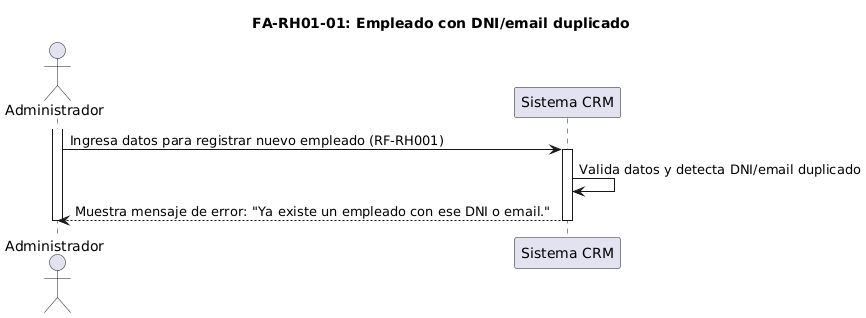 FA-RH01-01: Empleado con DNI/email duplicado
Administrador
Sistema CRM
Ingresa datos para registrar nuevo empleado (RF-RH001)
Valida datos y detecta DNI/email duplicado
Muestra mensaje de error: "Ya existe un empleado con ese DNI o email."
Administrador
Sistema CRM